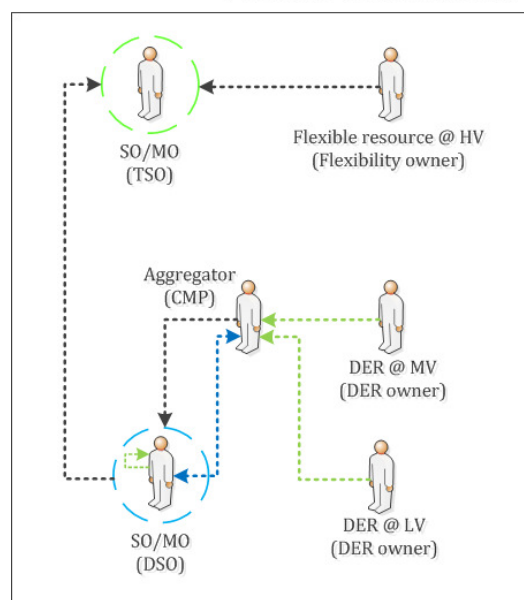 SO/MO
(TSO)
Flexible resource @ HV
(Flexibility owner)
Aggregator
(CMP)
DER @ MV
(DER owner)
SO/MO
(DSO)
DER @ LV
(DER owner)